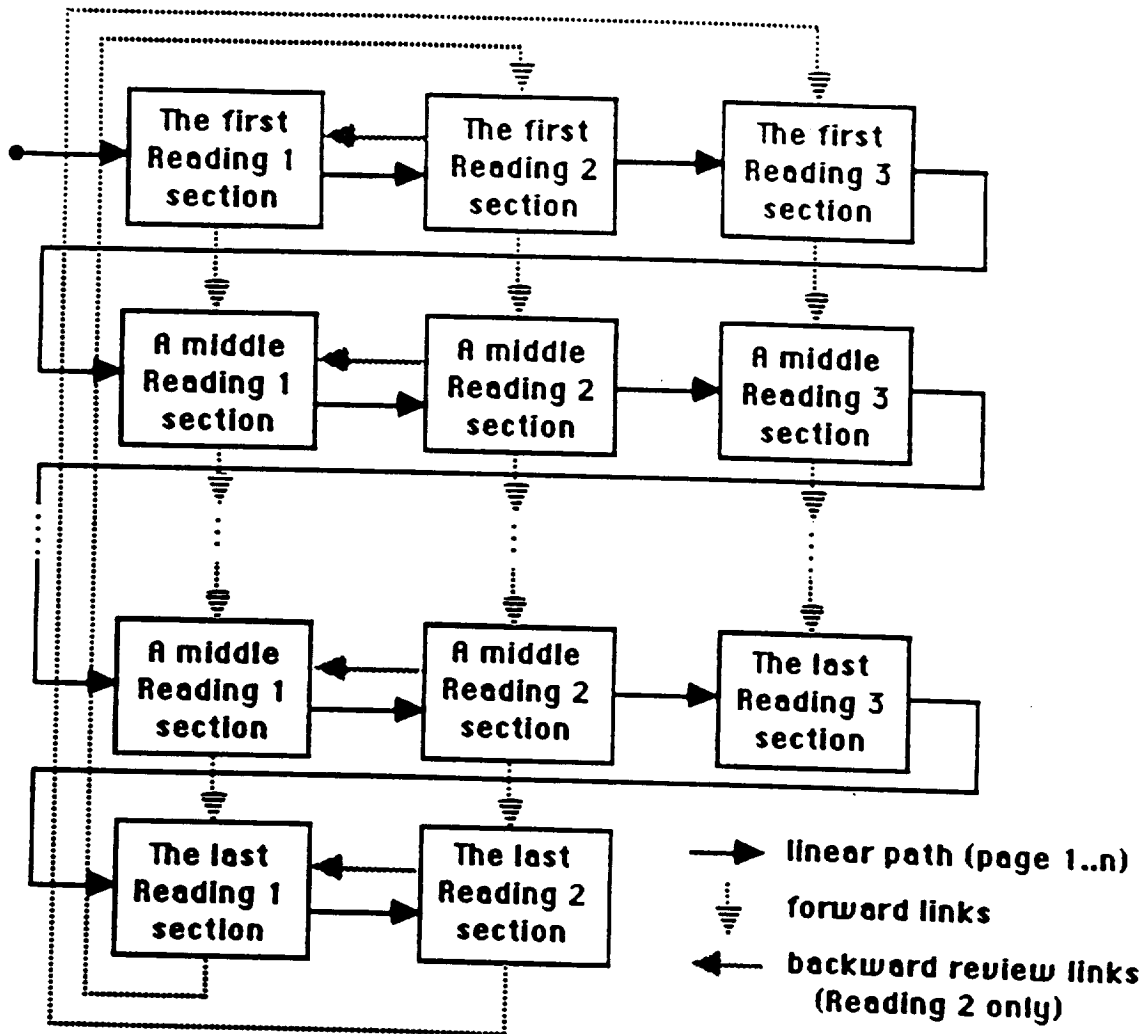 The first
Reading 1
section
The first
Reading 2
section
The first
Reading 3
section
A middle
Reading 1
section
A middle
Reading 2
section
A middle
Reading 3
section
A middle
Reading 1
section
A middle
Reading 2
section
The last
Reading 3
section
The last
Reading 1
section
The last
Reading 2
section
linear path (page 1..n)
forward links
backward review links
(Reading 2 only)